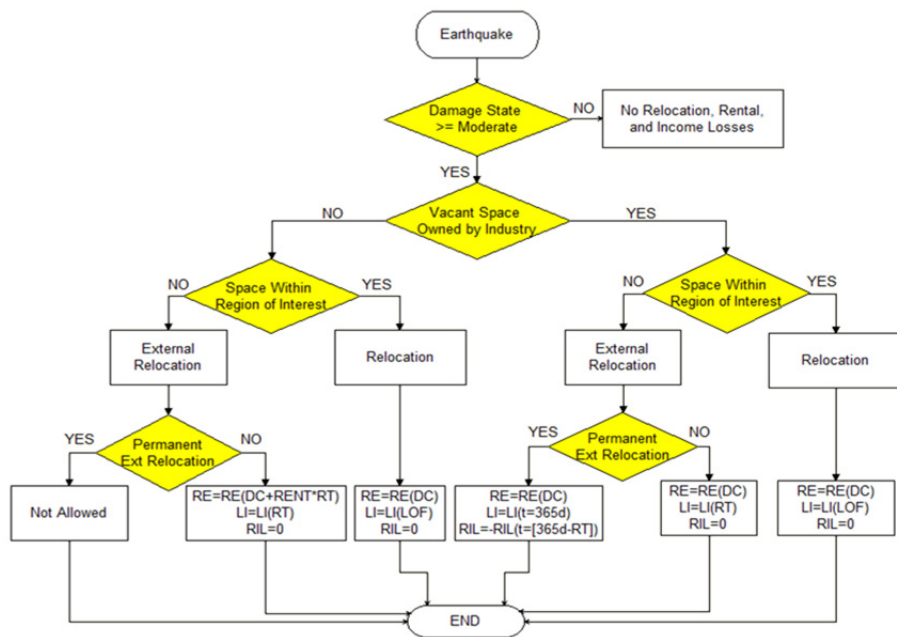 Earthquake
Damage State
>= Moderate
NO
No Relocation, Rental,
and Income Losses
YES
NO
Vacant Space
Owned by Industry
YES
NO
Space Within
Region of Interest
YES
NO
Space Within
Region of Interest
YES
External
Relocation
Relocation
External
Relocation
Relocation
YES
Permanent
Ext Relocation
NO
YES
Permanent
Ext Relocation
NO
Not Allowed
RE=RE(DC+RENT*RT)
LI=LI(RT)
RIL=0
RE=RE(DC)
LI=LI(LOF)
RIL=0
RE=RE(DC)
LI=LI(t=365d)
RIL=-RIL(t=[365d-RT])
RE=RE(DC)
LI=LI(RT)
RIL=0
RE=RE(DC)
LI=LI(LOF)
RIL=0
END